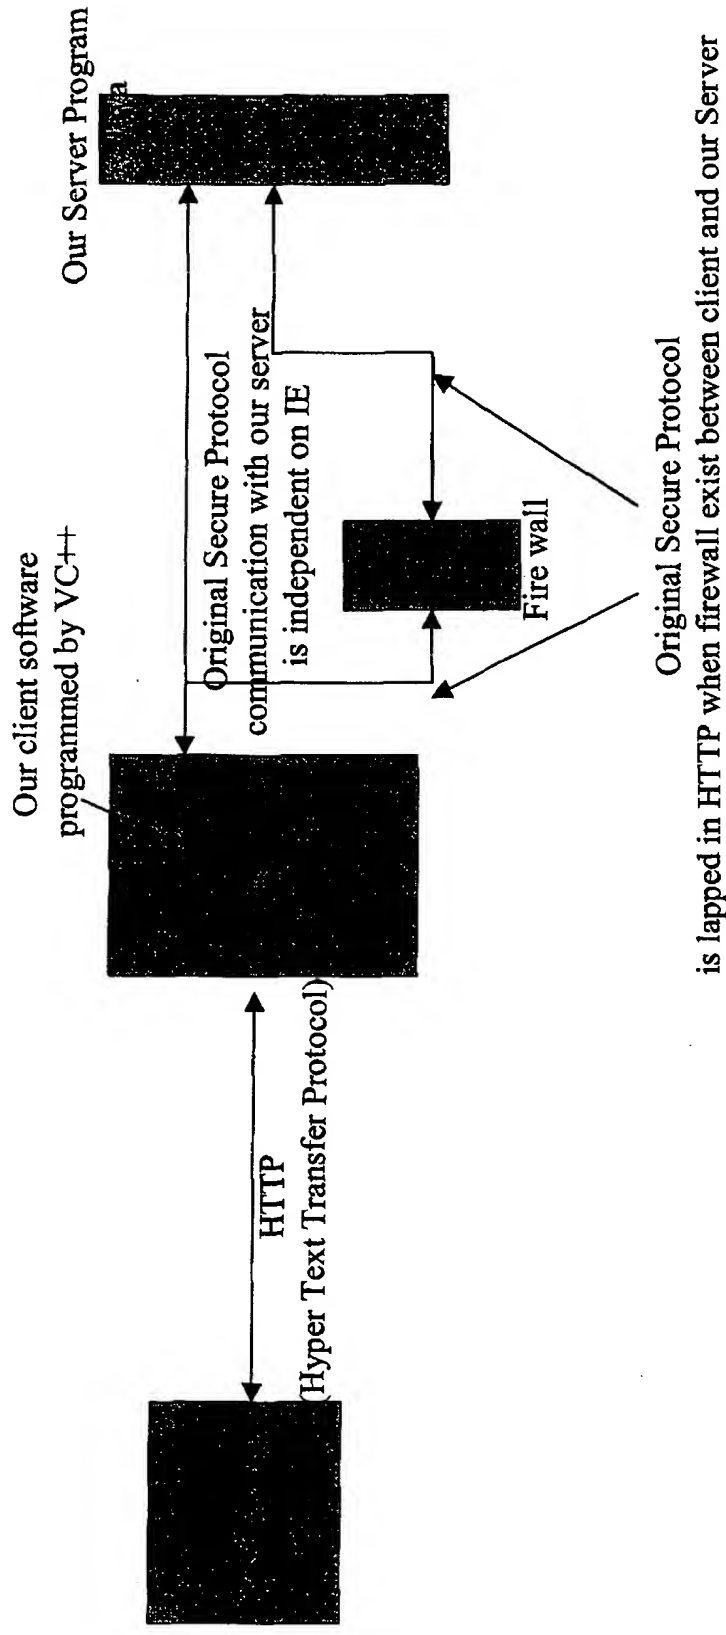 Our client software
programmed by VC++
Our Server Program
a
HTTP
(Hyper Text Transfer Protocol)
Original Secure Protocol
communication with our server
is independent on IE
Fire wall
Original Secure Protocol
is lapped in HTTP when firewall exist between client and our Server